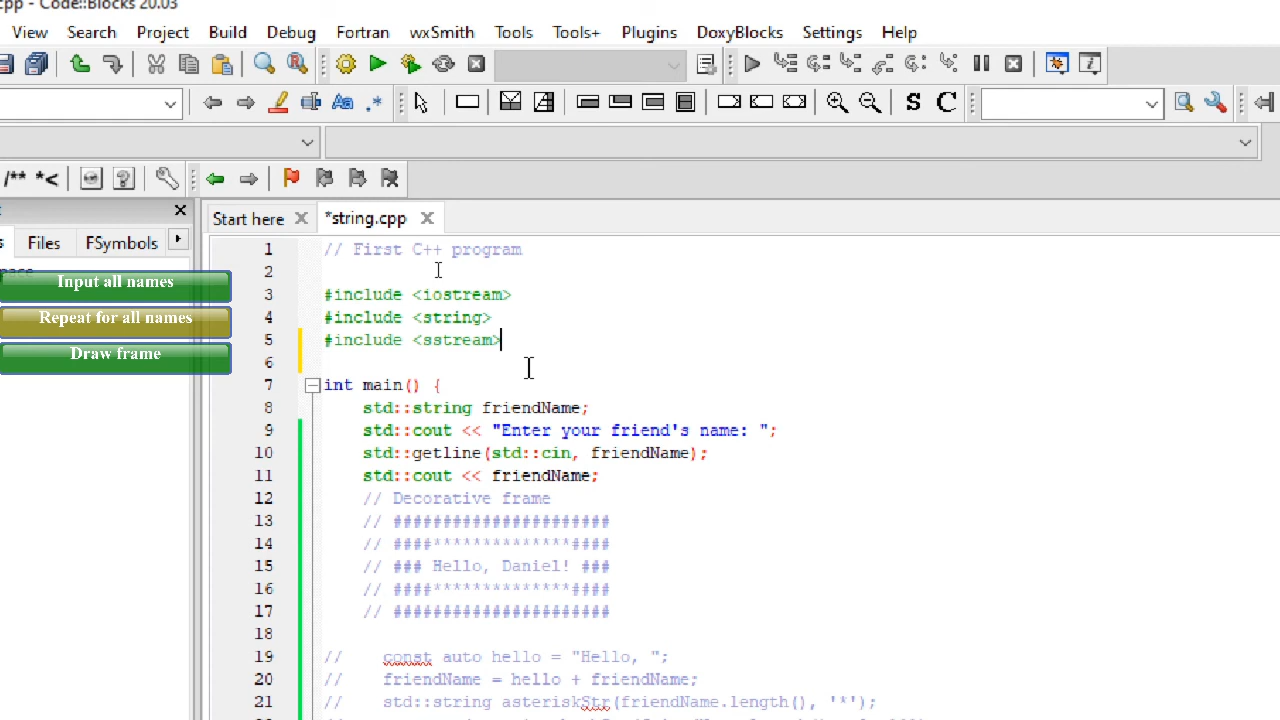 cpp - Code::Blocks 20.03
View Search Project Build Debug Fortran wxSmith Tools Tools+ Plugins DoxyBlocks Settings Help
S C
/** *<
Start here *string.cpp
Files FSymbols
Input all names
Repeat for all names
Draw frame
1 // First C++ program
2
3 #include <iostream>
4 #include <string>
5 #include <sstream>
6
7 int main() {
8 std::string friendName;
9 std::cout << "Enter your friend's name: ";
10 std::getline(std::cin, friendName);
11 std::cout << friendName;
12 // Decorative frame
13 // ######################
14 // ####**************####
15 // ### Hello, Daniel! ###
16 // ####**************####
17 // ######################
18
19 // const auto hello = "Hello, ";
20 // friendName = hello + friendName;
21 // std::string asteriskStr(friendName.length(), '*');